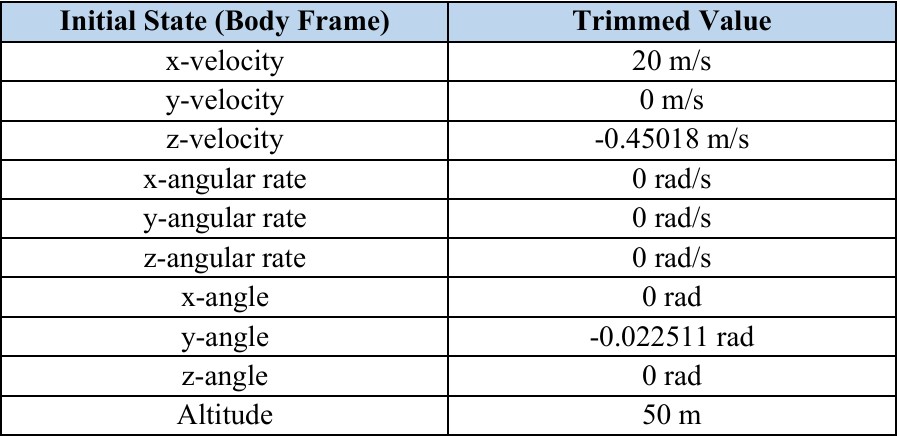 Initial State (Body Frame) Trimmed Value
x-velocity 20 m/s
y-velocity 0 m/s
z-velocity -0.45018 m/s
x-angular rate 0 rad/s
y-angular rate 0 rad/s
z-angular rate 0 rad/s
x-angle 0 rad
y-angle -0.022511 rad
z-angle 0 rad
Altitude 50 m